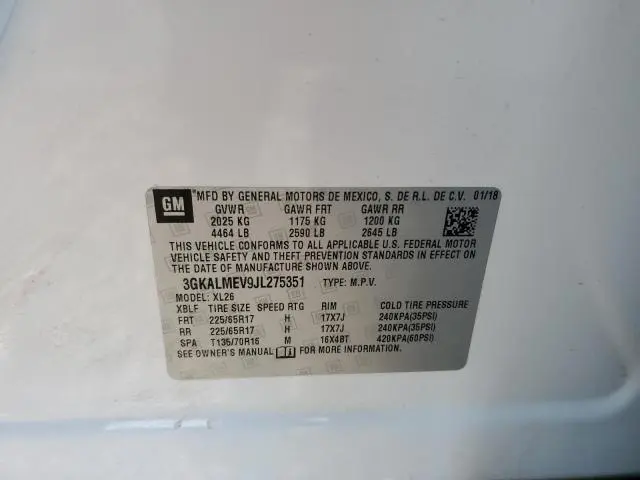 GM
MFD BY GENERAL MOTORS DE MEXICO, S. DE R.L. DE C.V. 01/18
GVWR GAWR FRT GAWR RR
2025 KG 1175 KG 1200 KG
4464 LB 2590 LB 2645 LB
THIS VEHICLE CONFORMS TO ALL APPLICABLE U.S. FEDERAL MOTOR
VEHICLE SAFETY AND THEFT PREVENTION STANDARDS IN EFFECT ON
THE DATE OF MANUFACTURE SHOWN ABOVE.
3GKALMEV9JL275351 TYPE: M.P.V.
MODEL: XL26
XBLF TIRE SIZE SPEED RTG RIM COLD TIRE PRESSURE
FRT 225/65R17 H 17X7J 240KPA(35PSI)
RR 225/65R17 H 17X7J 240KPA(35PSI)
SPA T135/70R16 M 16X4BT 420KPA(60PSI)
SEE OWNER'S MANUAL FOR MORE INFORMATION.